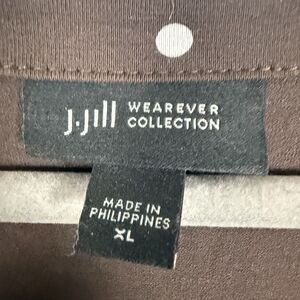 J.Jill WEAREVER
COLLECTION
MADE IN
PHILIPPINES
XL